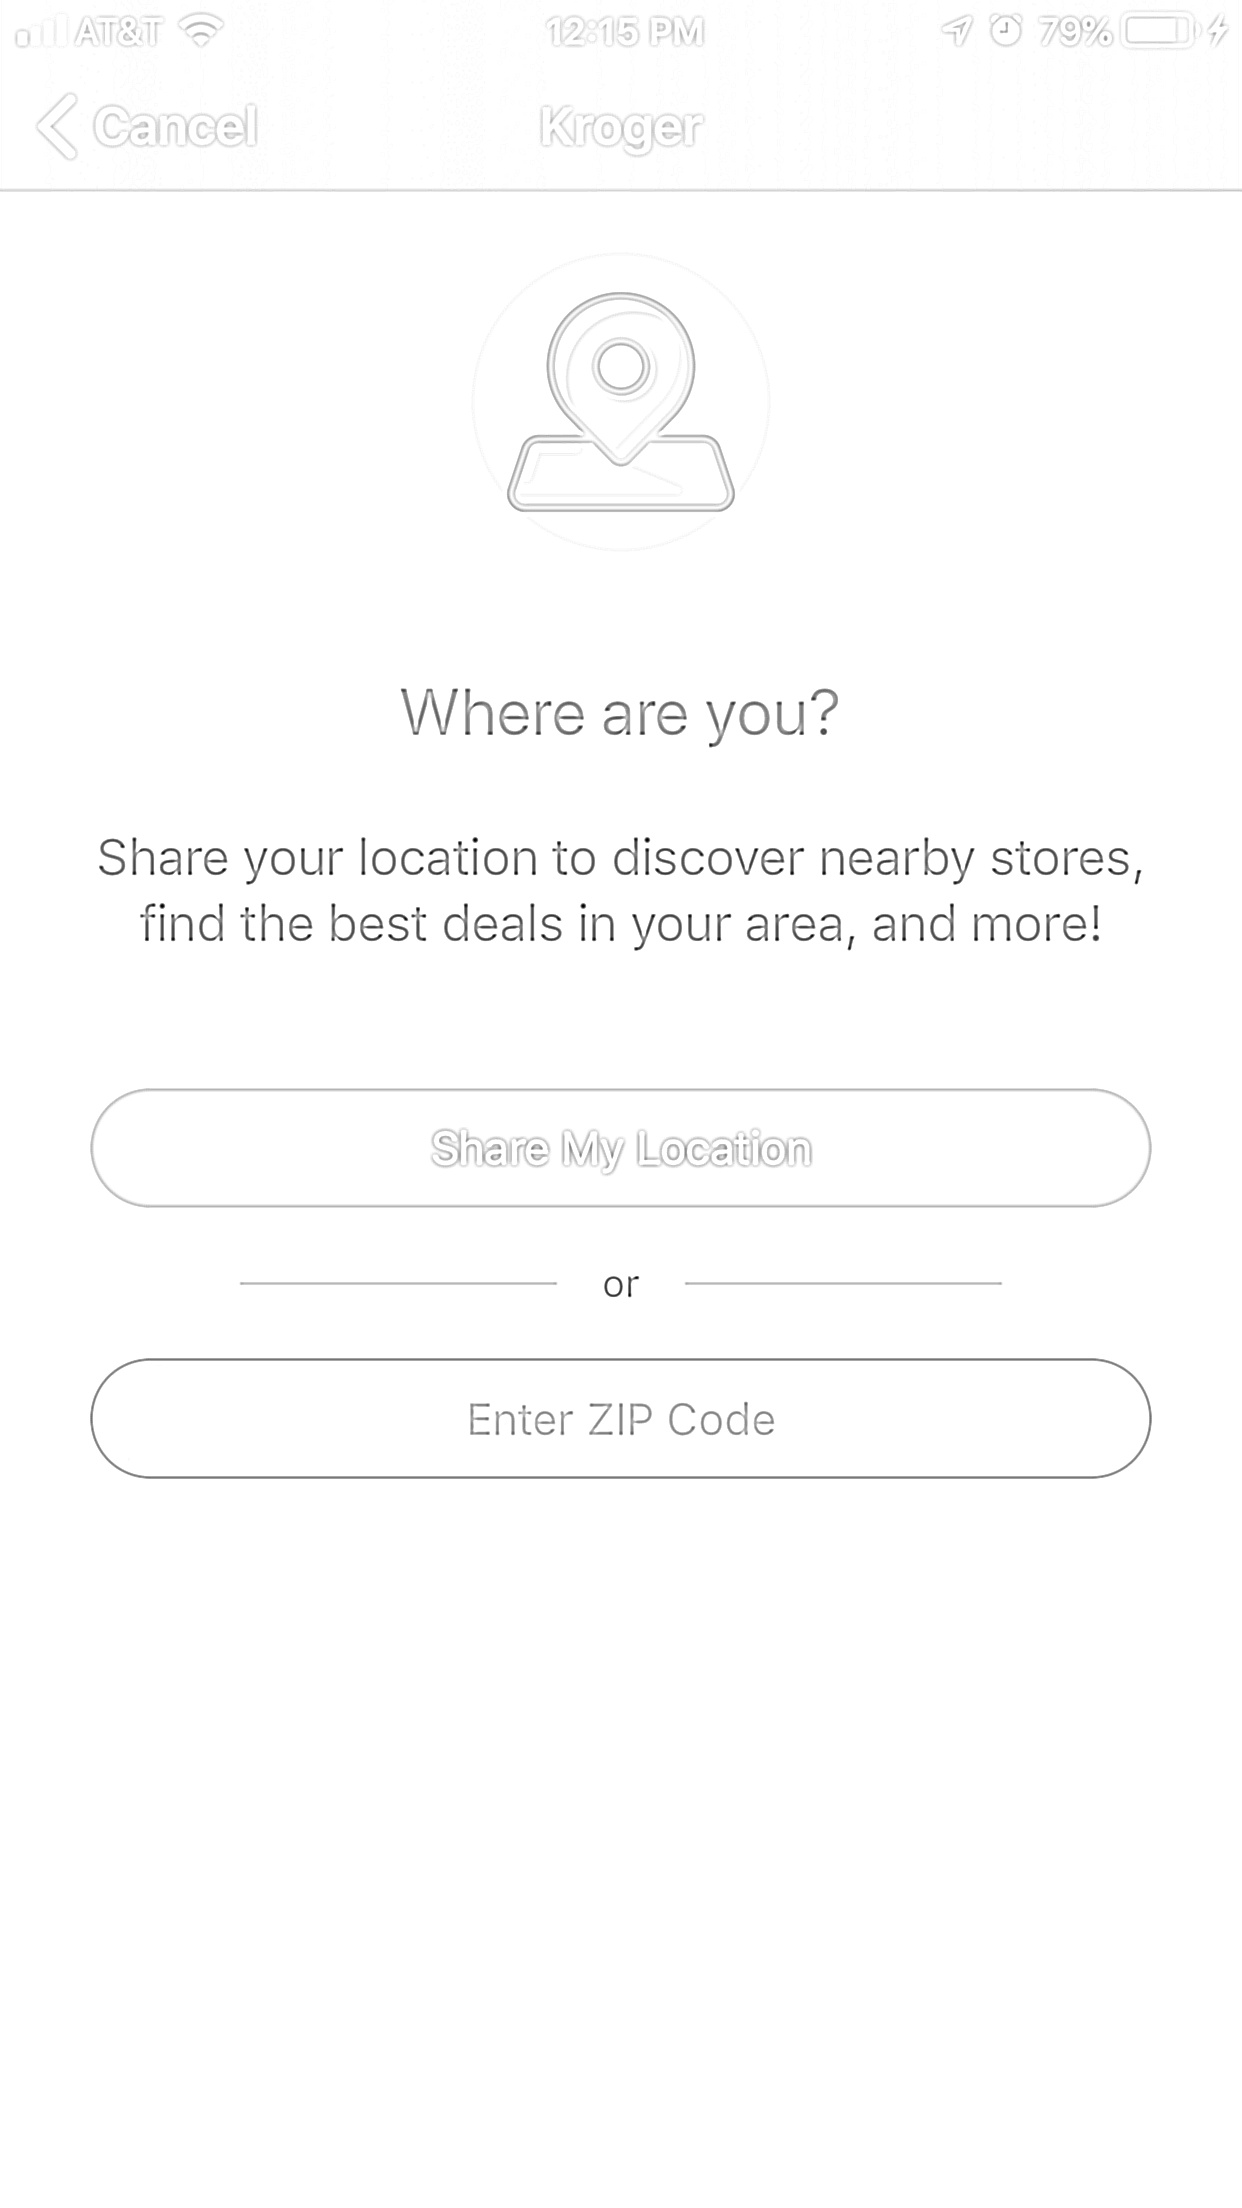 AT&T 12:15 PM 79%
Cancel Kroger
Where are you?
Share your location to discover nearby stores,
find the best deals in your area, and more!
Share My Location
or
Enter ZIP Code